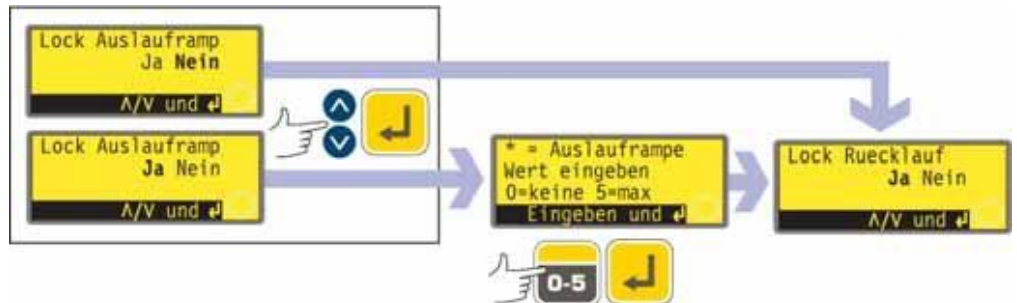 Lock Auslauframp
Ja Nein
Λ/V und ↲
Lock Auslauframp
Ja Nein
Λ/V und ↲
* = Auslauframpe
Wert eingeben
0=keine 5=max
Eingeben und ↲
0-5
Lock Ruecklauf
Ja Nein
Λ/V und ↲